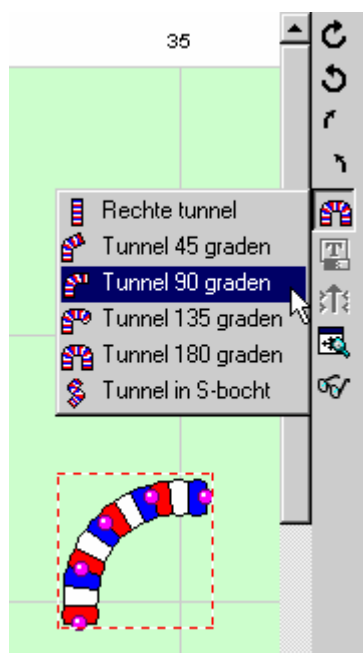 35
Rechte tunnel
Tunnel 45 graden
Tunnel 90 graden
Tunnel 135 graden
Tunnel 180 graden
Tunnel in S-bocht
T